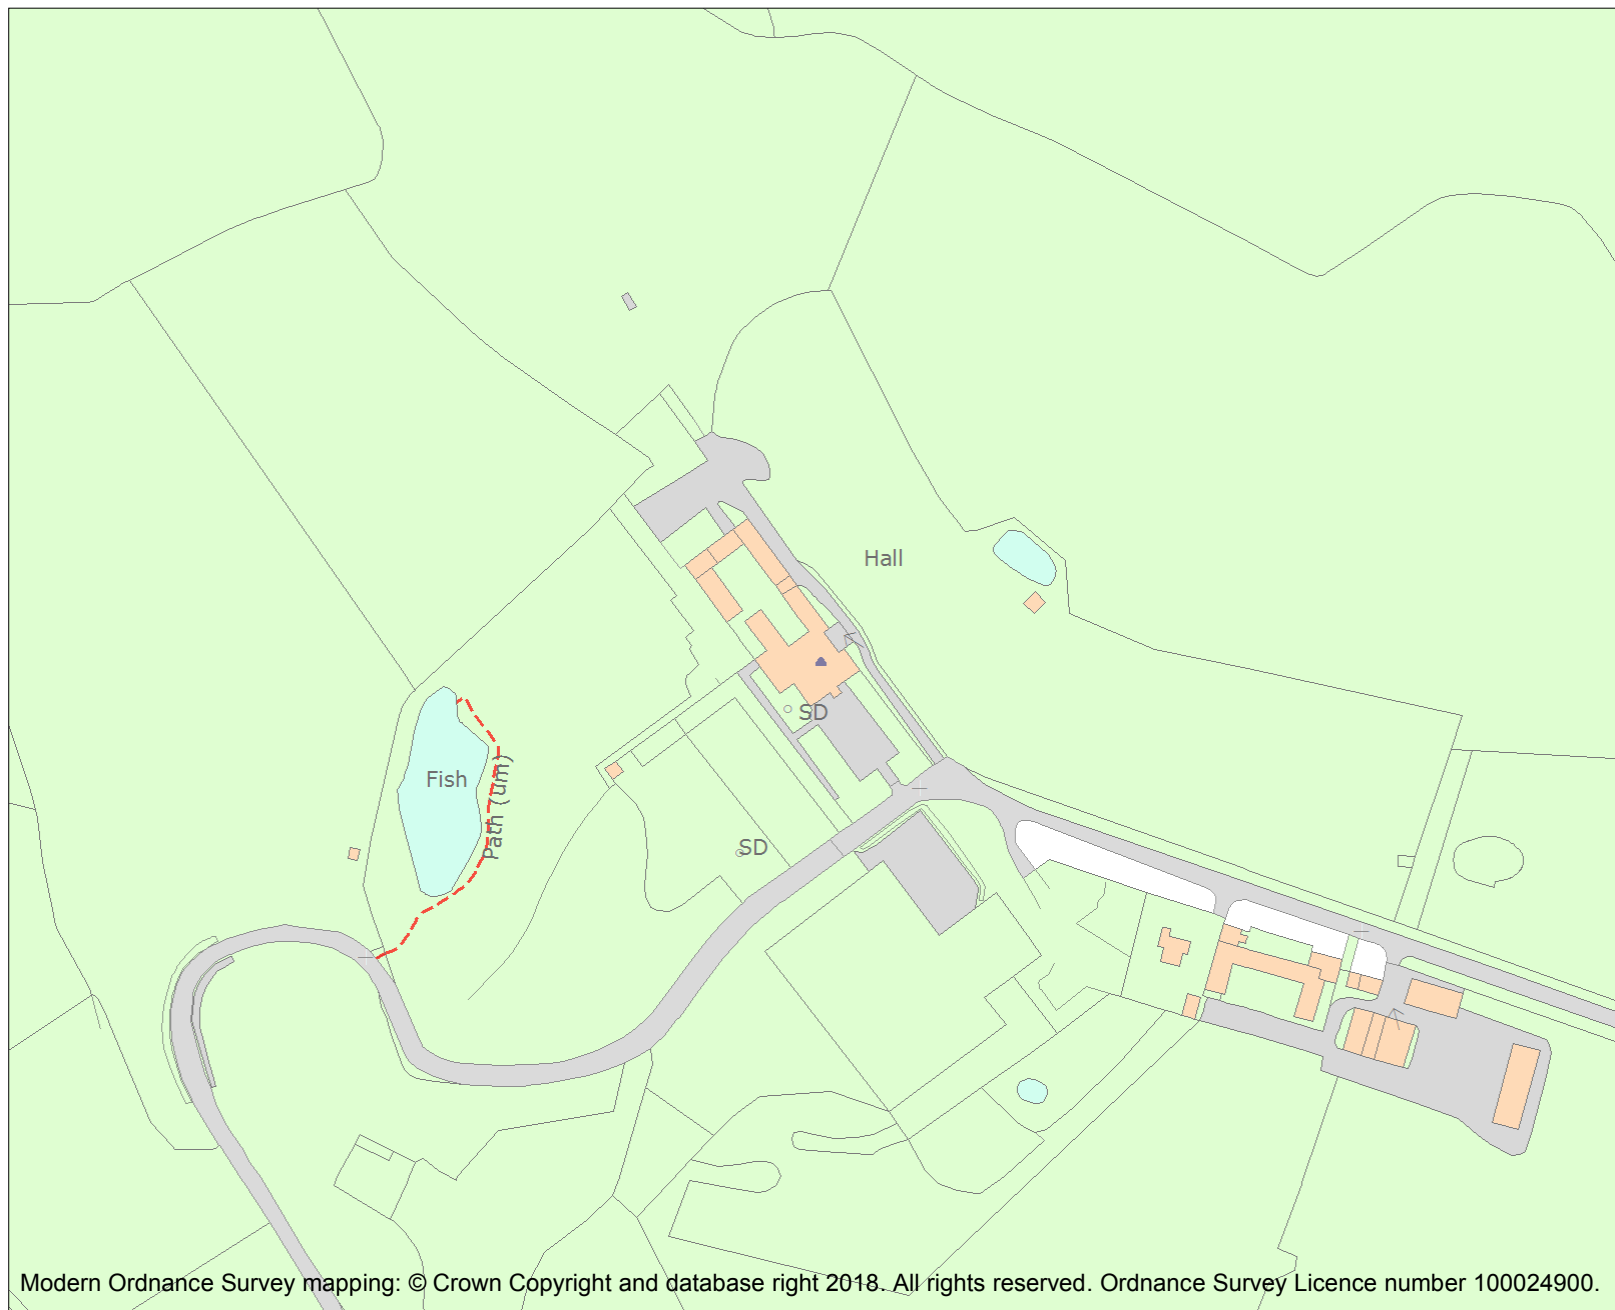 Hall
SD
Fish
Path (um)
SD
Modern Ordnance Survey mapping: © Crown Copyright and database right 2018. All rights reserved. Ordnance Survey Licence number 100024900.